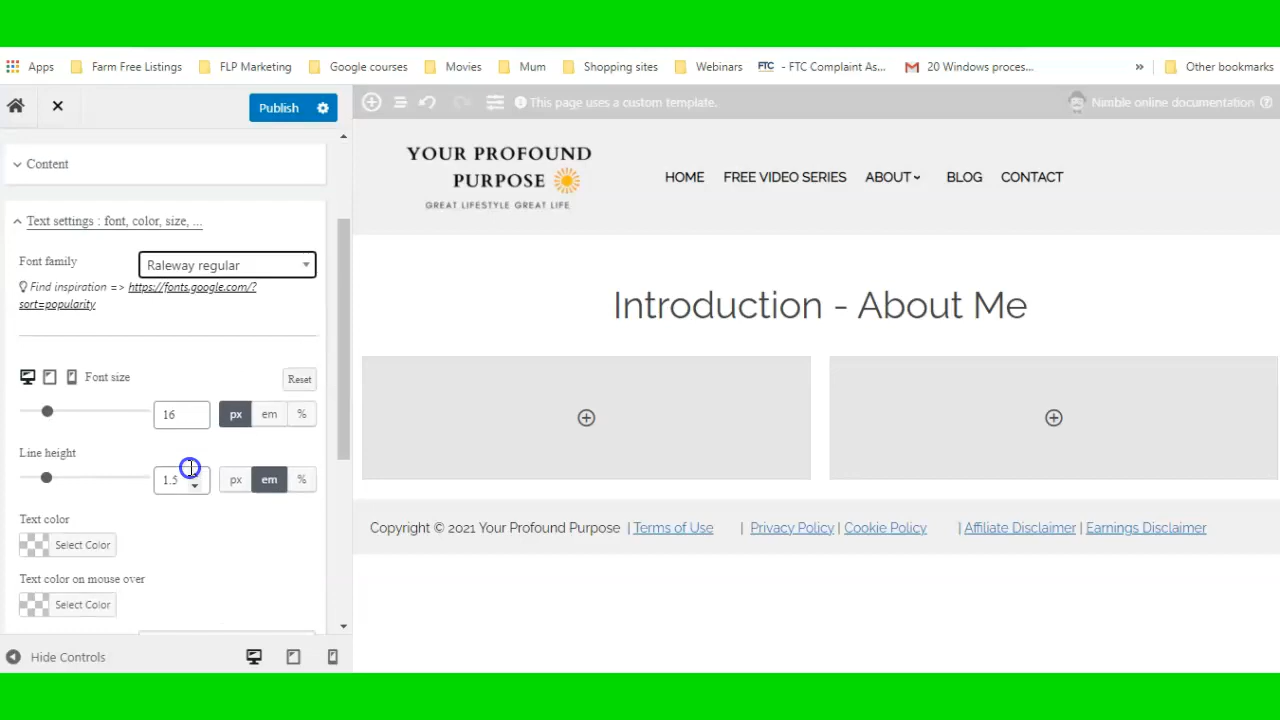 Apps
Farm Free Listings
FLP Marketing
Google courses
Movies
Mum
Shopping sites
Webinars
FTC - FTC Complaint As...
20 Windows proces...
»
Other bookmarks
Publish
This page uses a custom template.
Nimble online documentation
Content
Text settings : font, color, size, ...
Font family
Raleway regular
Find inspiration => https://fonts.google.com/?
sort=popularity
Font size
Reset
16
px em %
Line height
1.5
px em %
Text color
Select Color
Text color on mouse over
Select Color
Hide Controls
YOUR PROFOUND
PURPOSE
GREAT LIFESTYLE GREAT LIFE
HOME FREE VIDEO SERIES ABOUT BLOG CONTACT
Introduction - About Me
Copyright © 2021 Your Profound Purpose | Terms of Use | Privacy Policy | Cookie Policy | Affiliate Disclaimer | Earnings Disclaimer